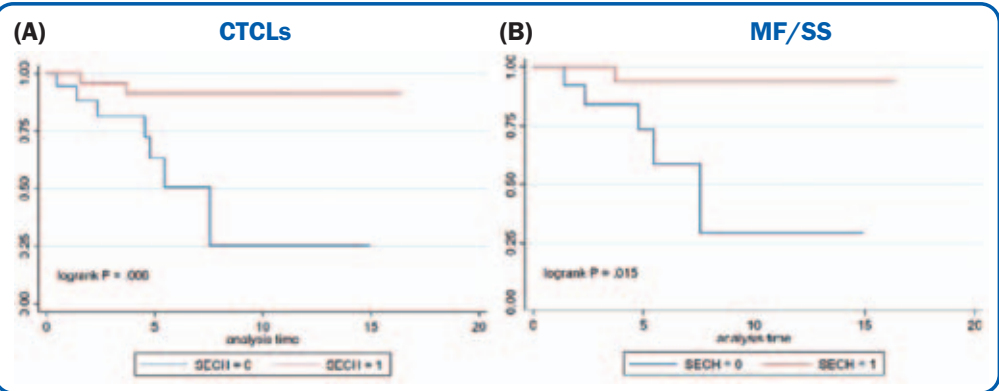 (A) CTCLs
1.00
0.75
0.50
0.25
0.00
logrank P =
0 5 10 15 20
analysis time
SECH = 0 SECH = 1
(B) MF/SS
1.00
0.75
0.50
0.25
0.00
logrank P = .015
0 5 10 15 20
analysis time
SECH = 0 SECH = 1